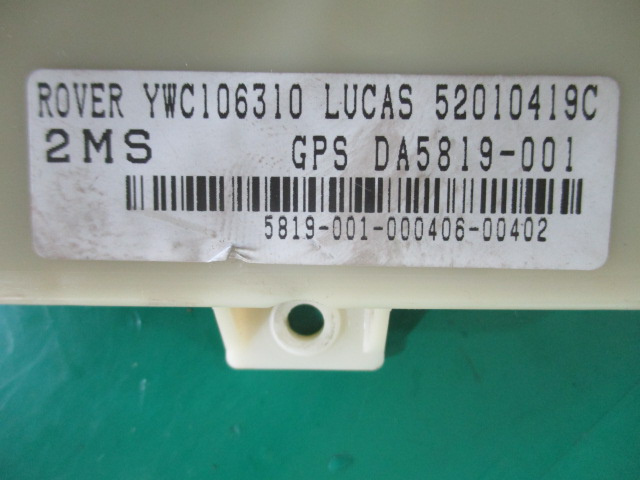 ROVER YWC106310 LUCAS 52010419C
2MS GPS DA5819-001
5819-001-000406-00402